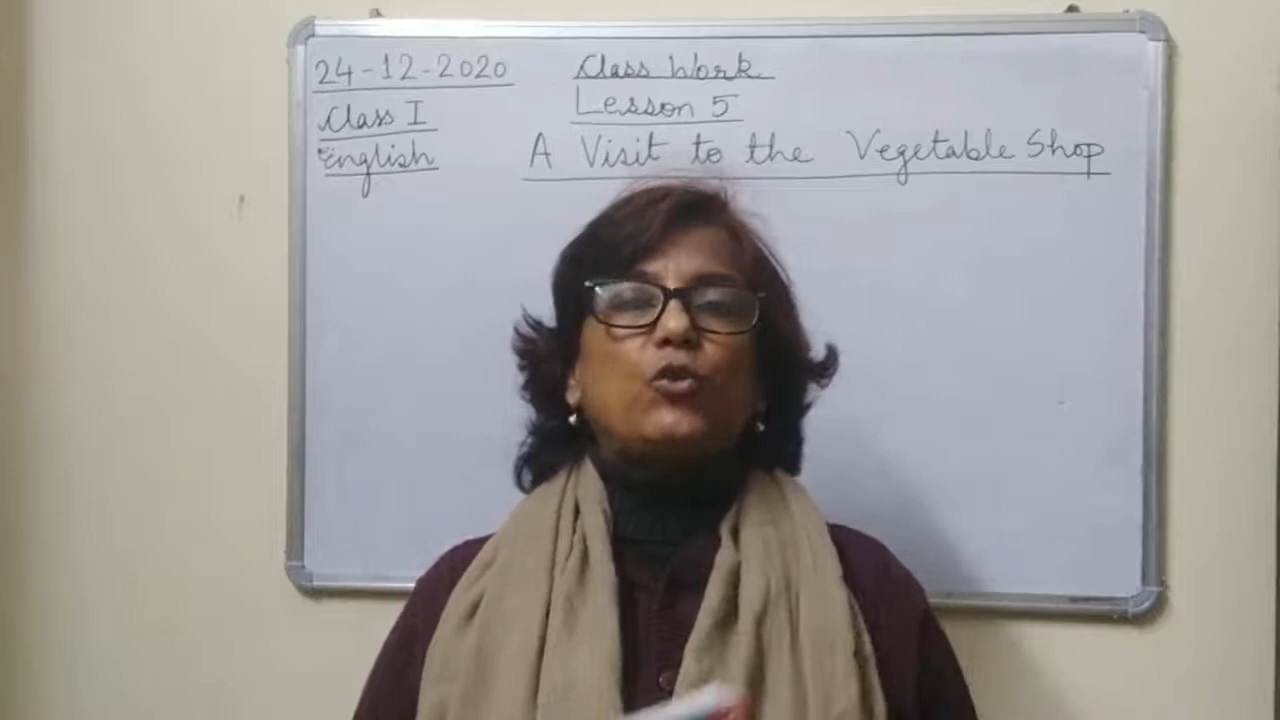 24-12-2020
Class I
English
Class Work
Lesson 5
A Visit to the Vegetable Shop